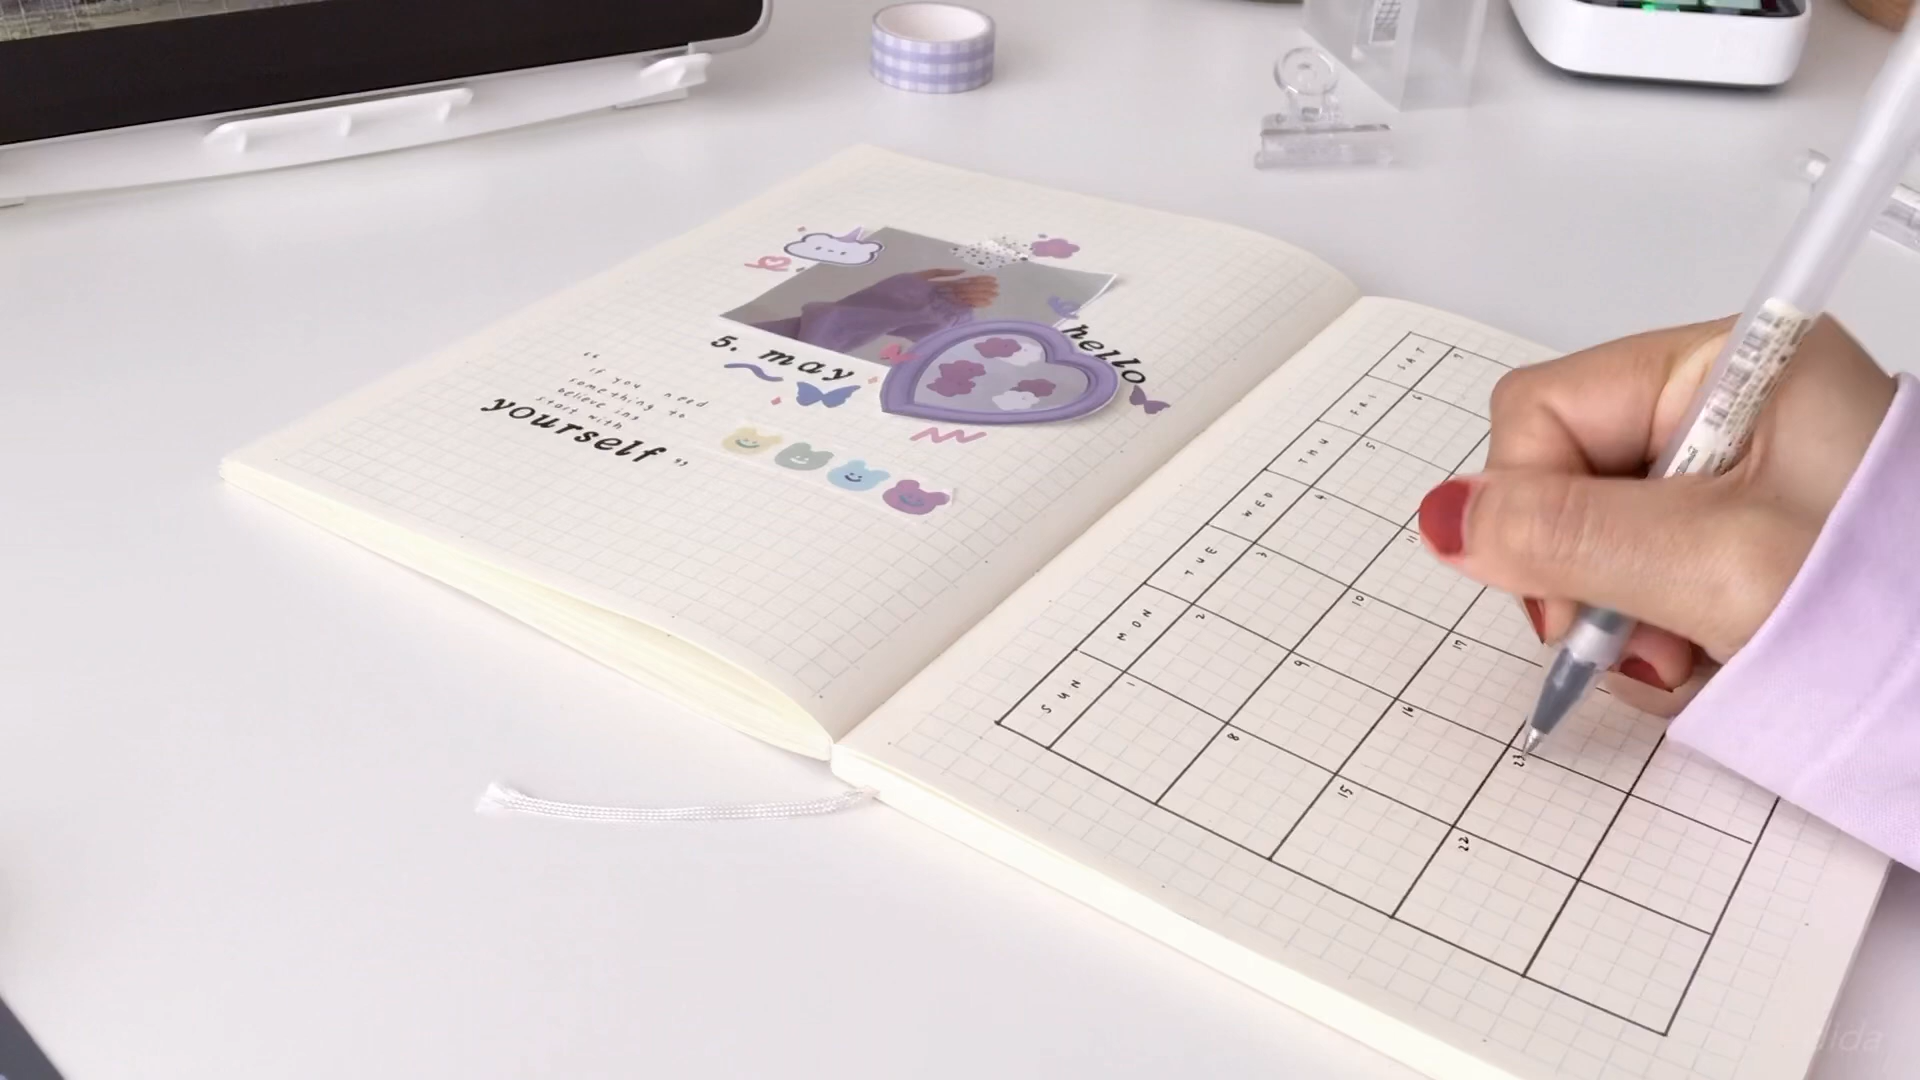 hello
5. may
“
if you need
something to
believe in,
start with
yourself ”
SUN MON TUE WED THU FRI SAT
1 2 3 4 5 6 7
8 9 10 11
15 16 17
22 23